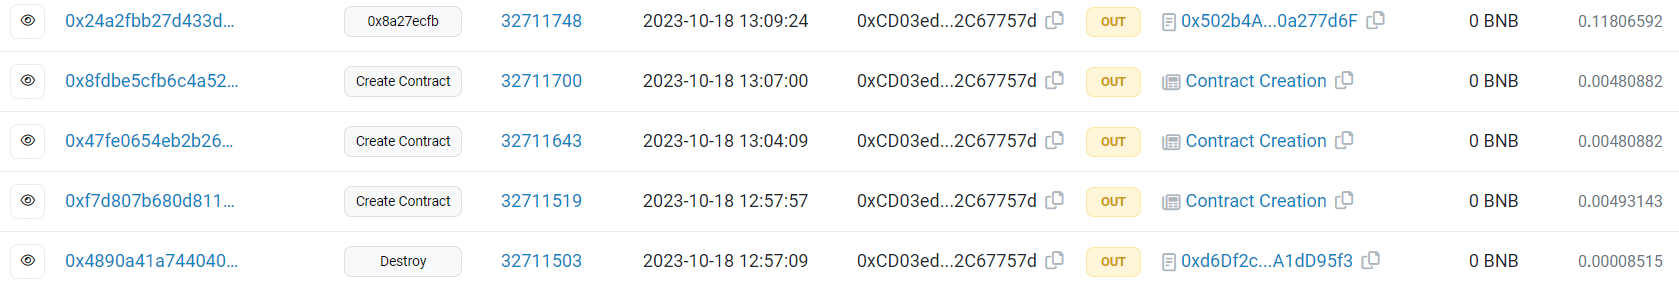 0x24a2fbb27d433d... 0x8a27ecfb 32711748 2023-10-18 13:09:24 0xCD03ed...2C67757d OUT 0x502b4A...0a277d6F 0 BNB 0.11806592
0x8fdbe5cfb6c4a52... Create Contract 32711700 2023-10-18 13:07:00 0xCD03ed...2C67757d OUT Contract Creation 0 BNB 0.00480882
0x47fe0654eb2b26... Create Contract 32711643 2023-10-18 13:04:09 0xCD03ed...2C67757d OUT Contract Creation 0 BNB 0.00480882
0xf7d807b680d811... Create Contract 32711519 2023-10-18 12:57:57 0xCD03ed...2C67757d OUT Contract Creation 0 BNB 0.00493143
0x4890a41a744040... Destroy 32711503 2023-10-18 12:57:09 0xCD03ed...2C67757d OUT 0xd6Df2c...A1dD95f3 0 BNB 0.00008515